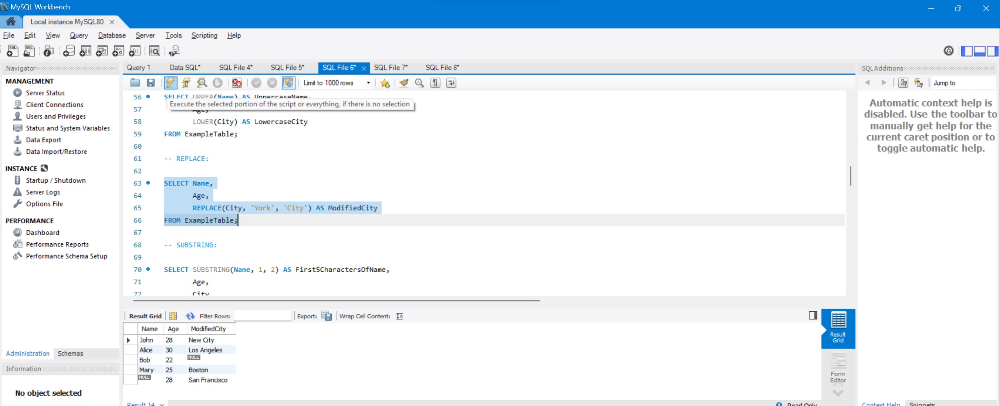 MySQL Workbench
Local instance MySQL80
File Edit View Query Database Server Tools Scripting Help
Navigator
MANAGEMENT
Server Status
Client Connections
Users and Privileges
Status and System Variables
Data Export
Data Import/Restore
INSTANCE
Startup / Shutdown
Server Logs
Options File
PERFORMANCE
Dashboard
Performance Reports
Performance Schema Setup
Administration Schemas
Information
No object selected
Query 1 Data SQL* SQL File 4* SQL File 5* SQL File 6* SQL File 7* SQL File 8*
Limit to 1000 rows
56 SELECT UPPER(Name) AS UppercaseName,
Execute the selected portion of the script or everything, if there is no selection
57 Age,
58 LOWER(City) AS LowercaseCity
59 FROM ExampleTable;
60
61 -- REPLACE:
62
63 SELECT Name,
64 Age,
65 REPLACE(City, 'York', 'City') AS ModifiedCity
66 FROM ExampleTable;
67
68 -- SUBSTRING:
69
70 SELECT SUBSTRING(Name, 1, 2) AS First5CharactersOfName,
71 Age,
72 City
Result Grid Filter Rows: Export: Wrap Cell Content:
Name Age ModifiedCity
John 28 New City
Alice 30 Los Angeles
Bob 22 NULL
Mary 25 Boston
NULL 28 San Francisco
Result 14
Read Only
Result
Grid
Form
Editor
SQLAdditions
Jump to
Automatic context help is
disabled. Use the toolbar to
manually get help for the
current caret position or to
toggle automatic help.
Context Help Snippets